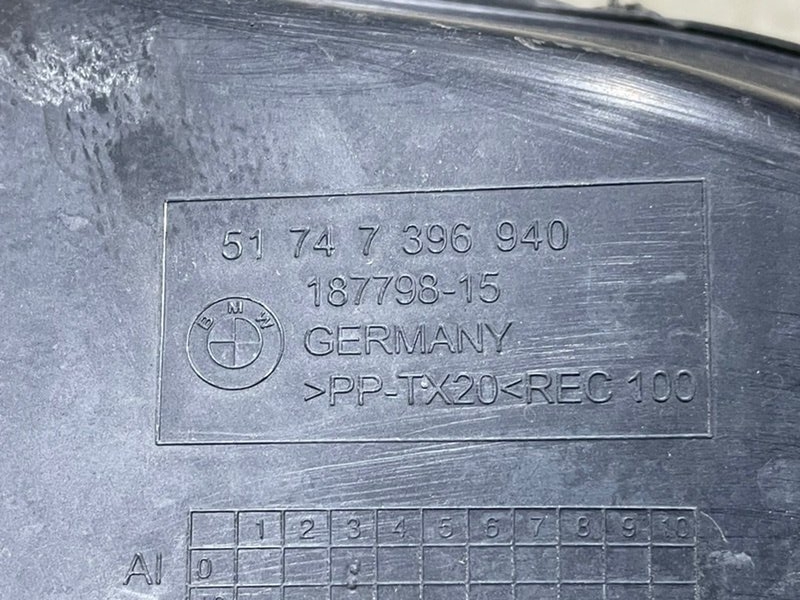 51 74 7 396 940
187798-15
BMW
GERMANY
>PP-TX20<REC 100
1 2 3 4 5 6 7 8 9 10
AI 0